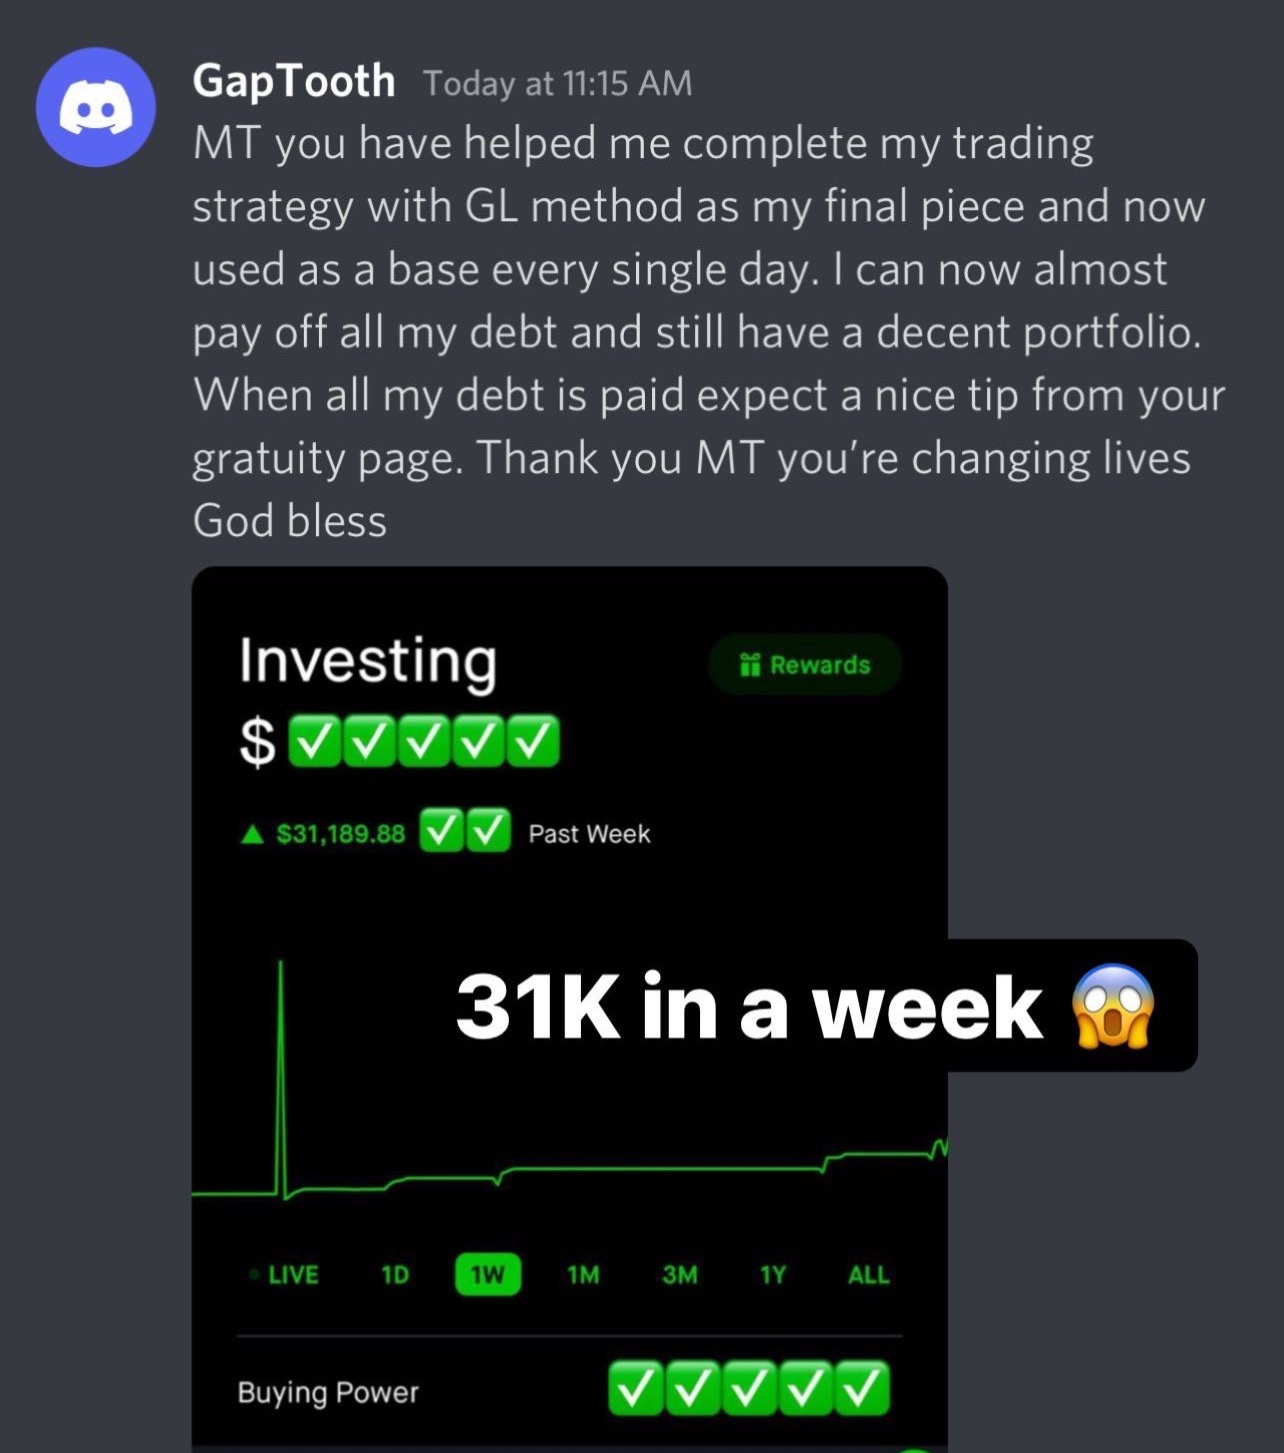 GapTooth Today at 11:15 AM
MT you have helped me complete my trading
strategy with GL method as my final piece and now
used as a base every single day. I can now almost
pay off all my debt and still have a decent portfolio.
When all my debt is paid expect a nice tip from your
gratuity page. Thank you MT you’re changing lives
God bless
Investing
Rewards
$ ✅✅✅✅✅
▲ $31,189.88 ✅✅ Past Week
31K in a week 😱
LIVE 1D 1W 1M 3M 1Y ALL
Buying Power ✅✅✅✅✅